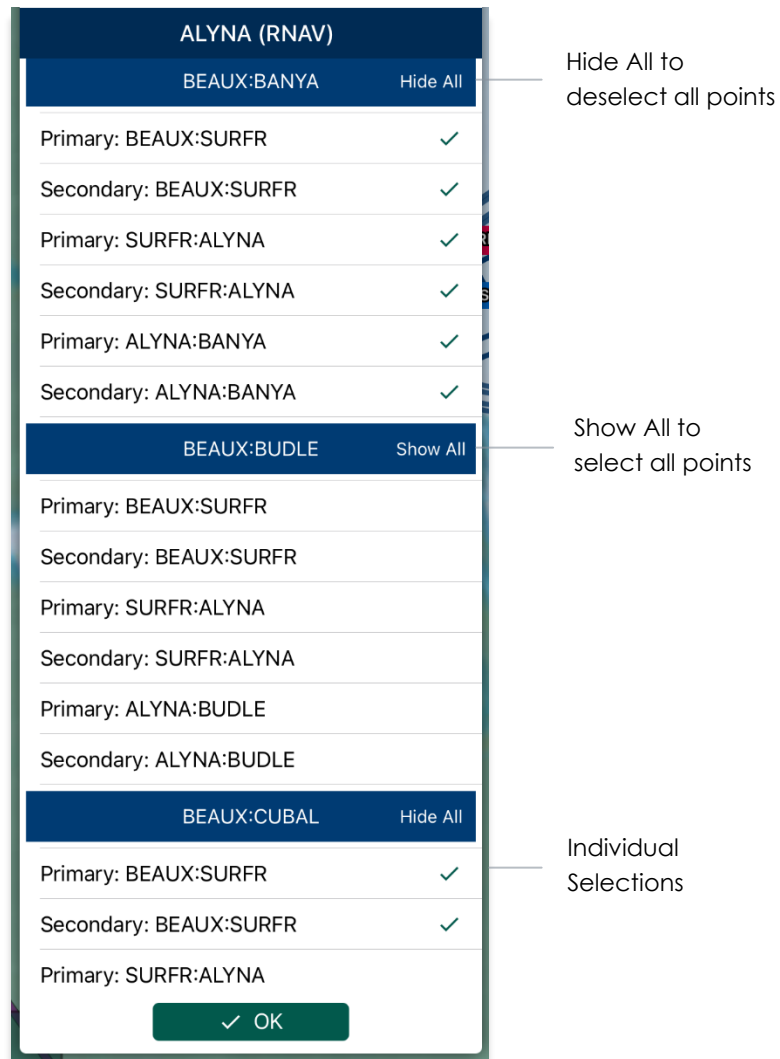 ALYNA (RNAV)
BEAUX:BANYA Hide All
Hide All to
deselect all points
Primary: BEAUX:SURFR
Secondary: BEAUX:SURFR
Primary: SURFR:ALYNA
Secondary: SURFR:ALYNA
Primary: ALYNA:BANYA
Secondary: ALYNA:BANYA
BEAUX:BUDLE Show All
Show All to
select all points
Primary: BEAUX:SURFR
Secondary: BEAUX:SURFR
Primary: SURFR:ALYNA
Secondary: SURFR:ALYNA
Primary: ALYNA:BUDLE
Secondary: ALYNA:BUDLE
BEAUX:CUBAL Hide All
Primary: BEAUX:SURFR
Individual
Selections
Secondary: BEAUX:SURFR
Primary: SURFR:ALYNA
OK